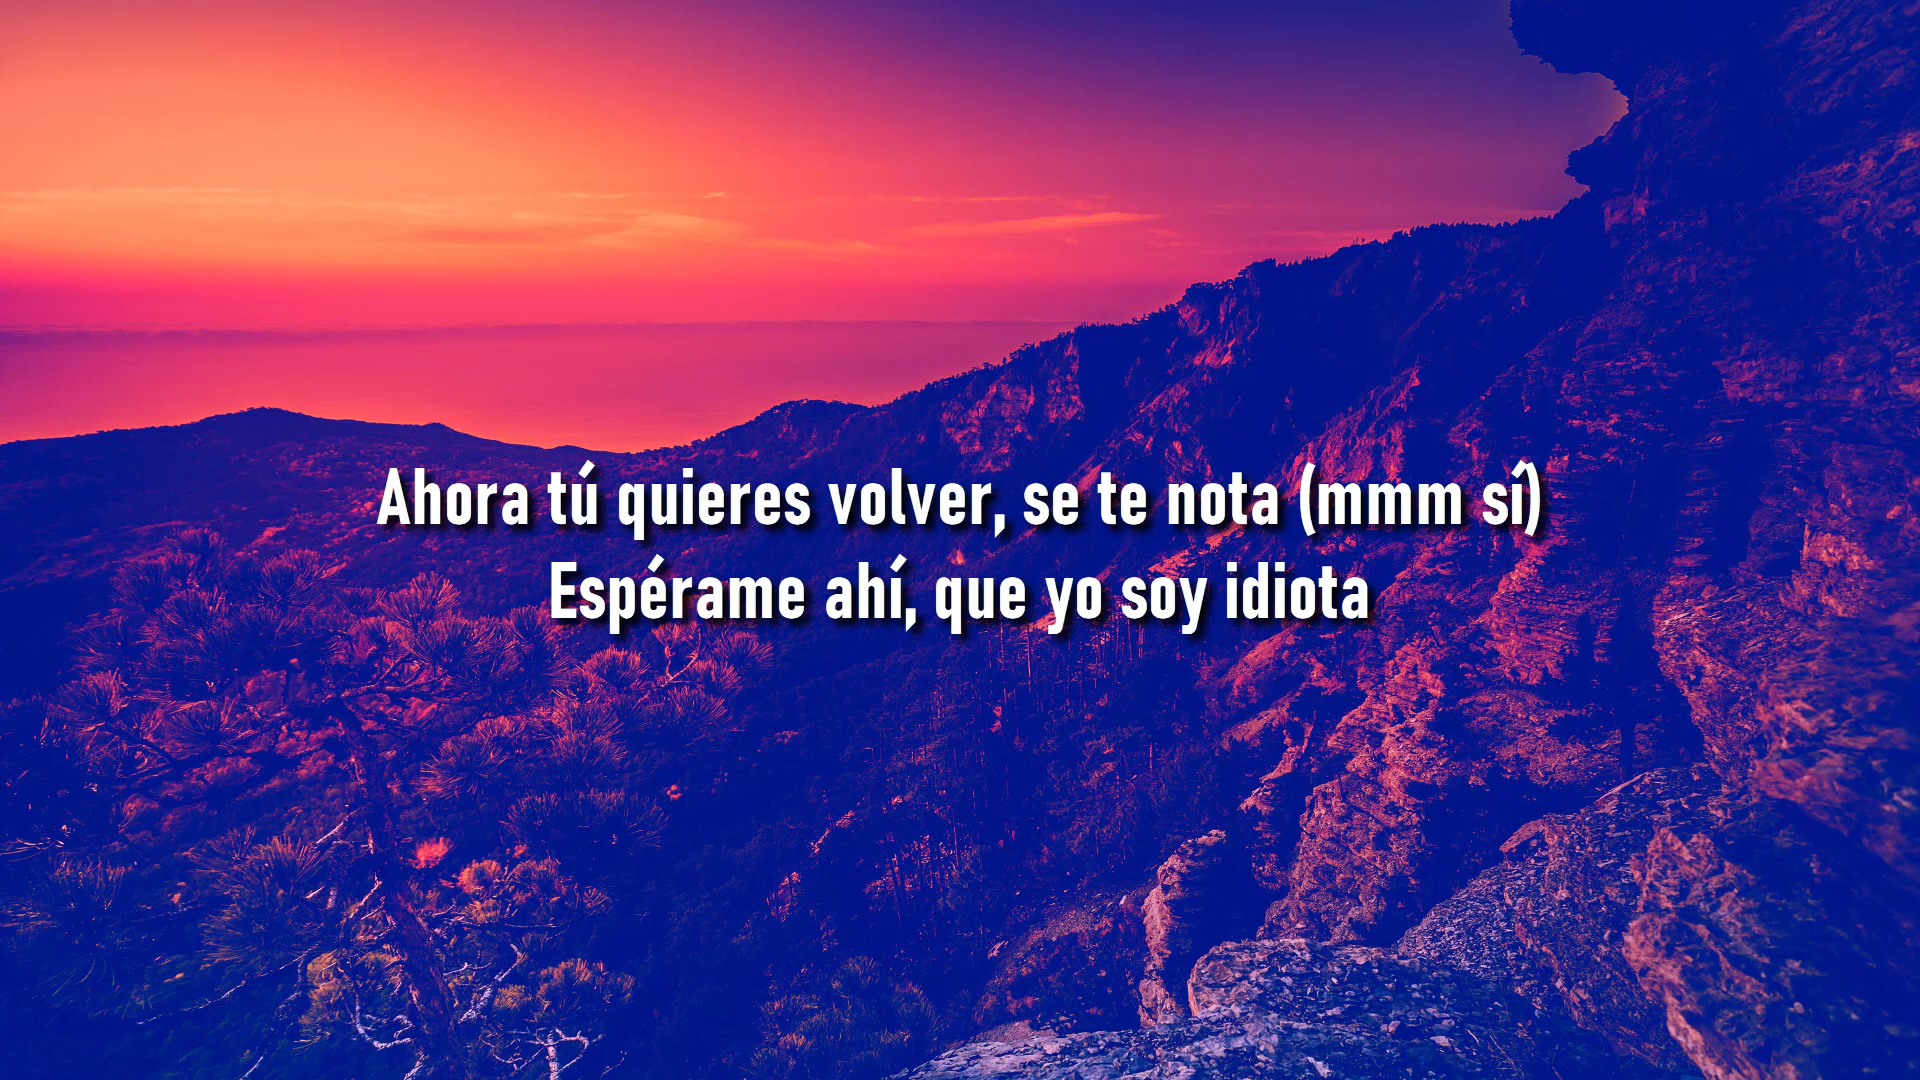 Ahora tú quieres volver, se te nota (mmm sí)
Espérame ahí, que yo soy idiota